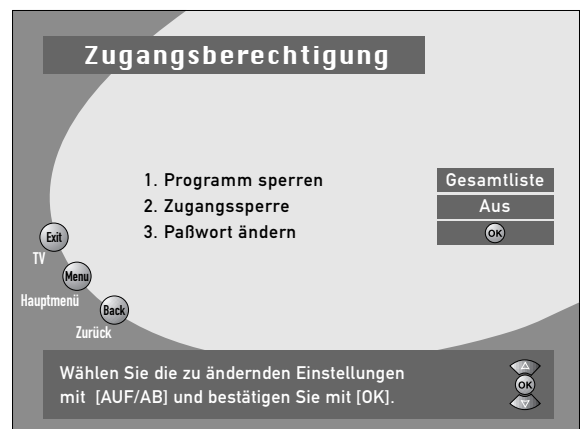 Zugangsberechtigung
1. Programm sperren Gesamtliste
2. Zugangssperre Aus
3. Paßwort ändern OK
Exit
TV
Menu
Hauptmenü
Back
Zurück
Wählen Sie die zu ändernden Einstellungen
mit [AUF/AB] und bestätigen Sie mit [OK].
OK